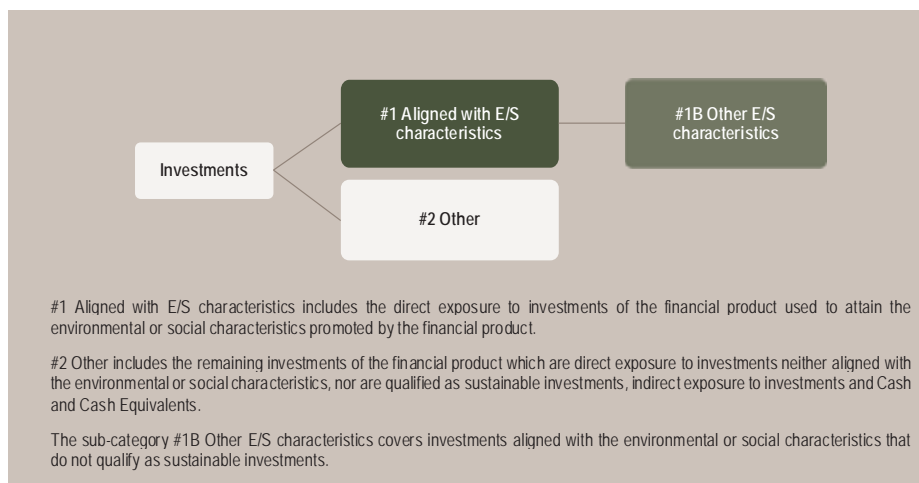 #1 Aligned with E/S
characteristics
#1B Other E/S
characteristics
Investments
#2 Other
#1 Aligned with E/S characteristics includes the direct exposure to investments of the financial product used to attain the
environmental or social characteristics promoted by the financial product.
#2 Other includes the remaining investments of the financial product which are direct exposure to investments neither aligned with
the environmental or social characteristics, nor are qualified as sustainable investments, indirect exposure to investments and Cash
and Cash Equivalents.
The sub-category #1B Other E/S characteristics covers investments aligned with the environmental or social characteristics that
do not qualify as sustainable investments.